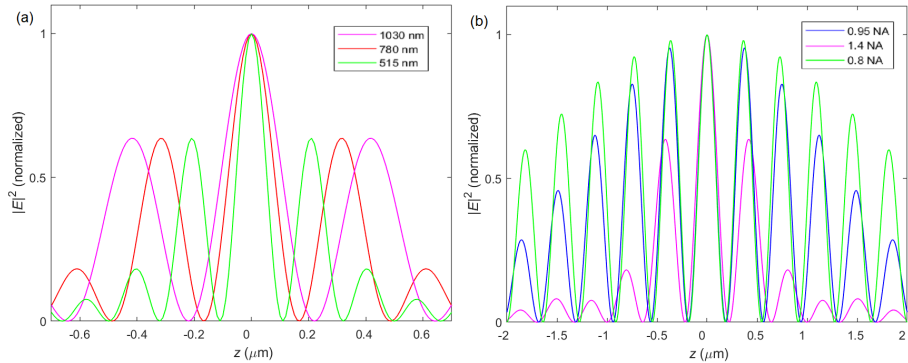 (a)
1030 nm
780 nm
515 nm
1
0.5
0
|E|² (normalized)
-0.6 -0.4 -0.2 0 0.2 0.4 0.6
z (μm)
(b)
0.95 NA
1.4 NA
0.8 NA
1
0.5
0
|E|² (normalized)
-2 -1.5 -1 -0.5 0 0.5 1 1.5 2
z (μm)